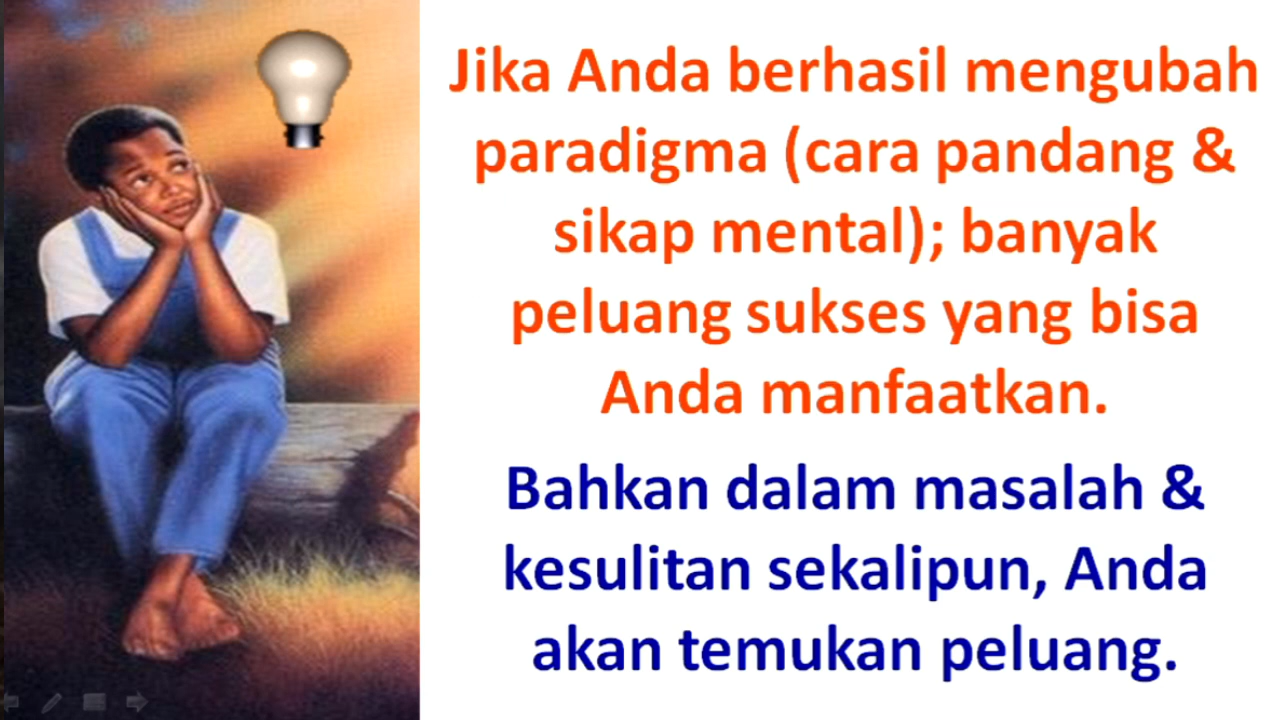 Jika Anda berhasil mengubah
paradigma (cara pandang &
sikap mental); banyak
peluang sukses yang bisa
Anda manfaatkan.
Bahkan dalam masalah &
kesulitan sekalipun, Anda
akan temukan peluang.